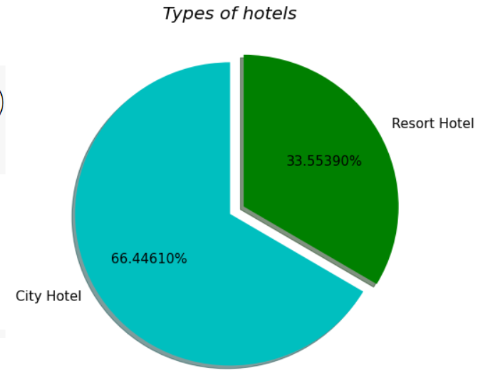 Types of hotels
Resort Hotel
33.55390%
66.44610%
City Hotel